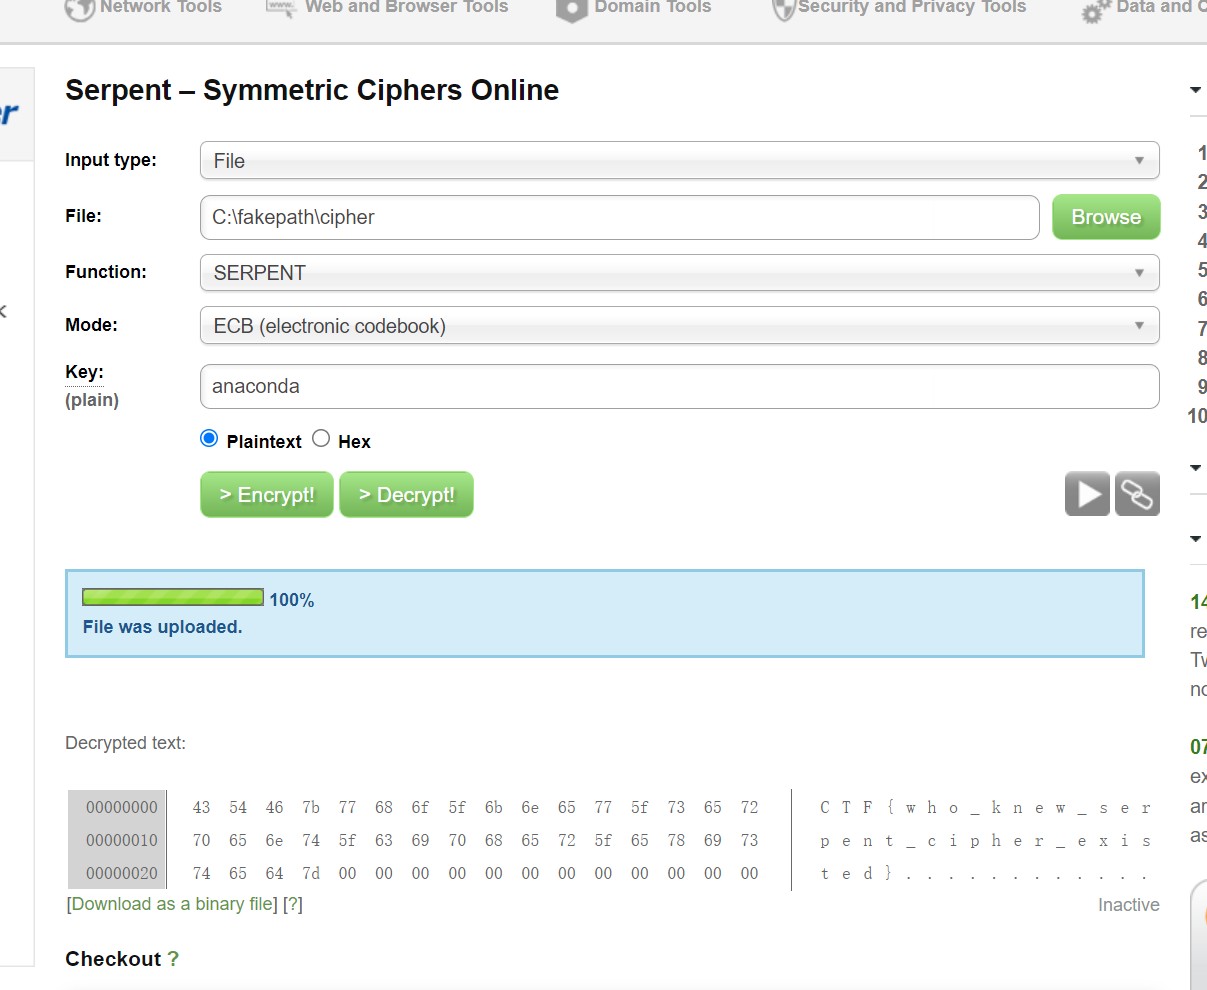 Network Tools Web and Browser Tools Domain Tools Security and Privacy Tools Data and
Serpent – Symmetric Ciphers Online
Input type: File
File: C:\fakepath\cipher Browse
Function: SERPENT
Mode: ECB (electronic codebook)
Key: anaconda
(plain)
Plaintext Hex
> Encrypt! > Decrypt!
100%
File was uploaded.
Decrypted text:
00000000 43 54 46 7b 77 68 6f 5f 6b 6e 65 77 5f 73 65 72 C T F { w h o _ k n e w _ s e r
00000010 70 65 6e 74 5f 63 69 70 68 65 72 5f 65 78 69 73 p e n t _ c i p h e r _ e x i s
00000020 74 65 64 7d 00 00 00 00 00 00 00 00 00 00 00 00 t e d } . . . . . . . . . . . .
[Download as a binary file] [?] Inactive
Checkout ?
1
2
3
4
5
6
7
8
9
10
14
re
no
07
ex
as